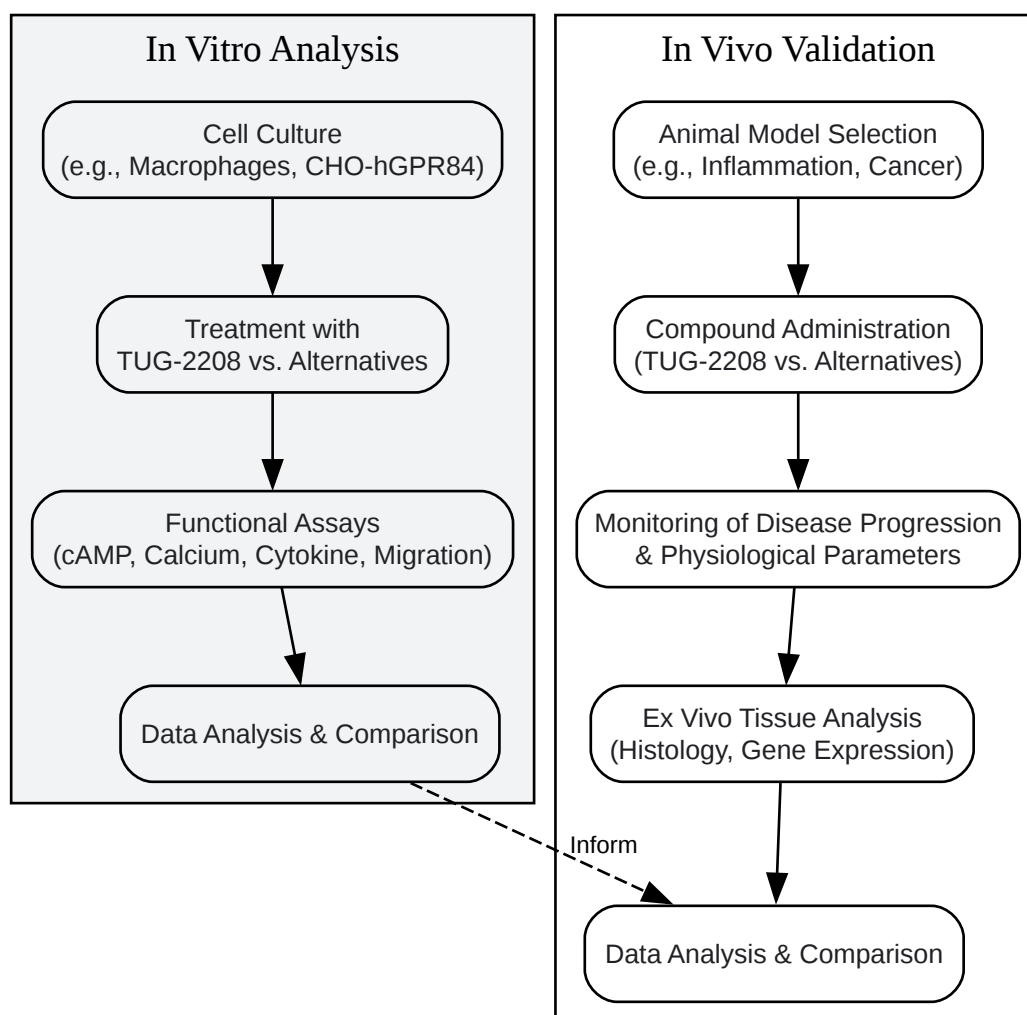 In Vitro Analysis
Cell Culture
(e.g., Macrophages, CHO-hGPR84)
Treatment with
TUG-2208 vs. Alternatives
Functional Assays
(cAMP, Calcium, Cytokine, Migration)
Data Analysis & Comparison
Inform
In Vivo Validation
Animal Model Selection
(e.g., Inflammation, Cancer)
Compound Administration
(TUG-2208 vs. Alternatives)
Monitoring of Disease Progression
& Physiological Parameters
Ex Vivo Tissue Analysis
(Histology, Gene Expression)
Data Analysis & Comparison